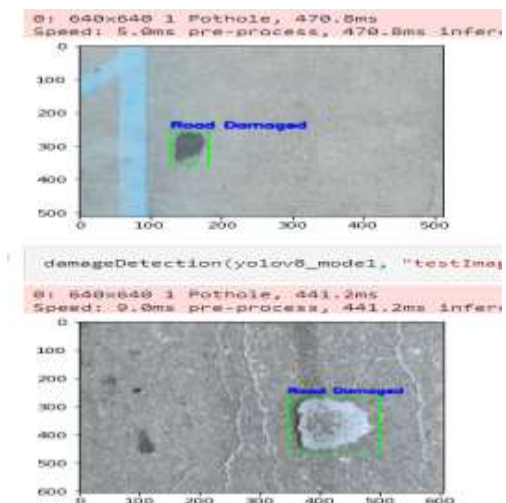 0: 640x640 1 Pothole, 470.8ms
Speed: 5.0ms pre-process, 470.8ms infer
0
100
Road Damaged
200
300
400
500
0 100 200 300 400 500
damageDetection(yolov8_model, "testImag
0: 640x640 1 Pothole, 441.2ms
Speed: 9.0ms pre-process, 441.2ms infer
0
100
200
Road Damaged
300
400
500
600
0 100 200 300 400 500 600